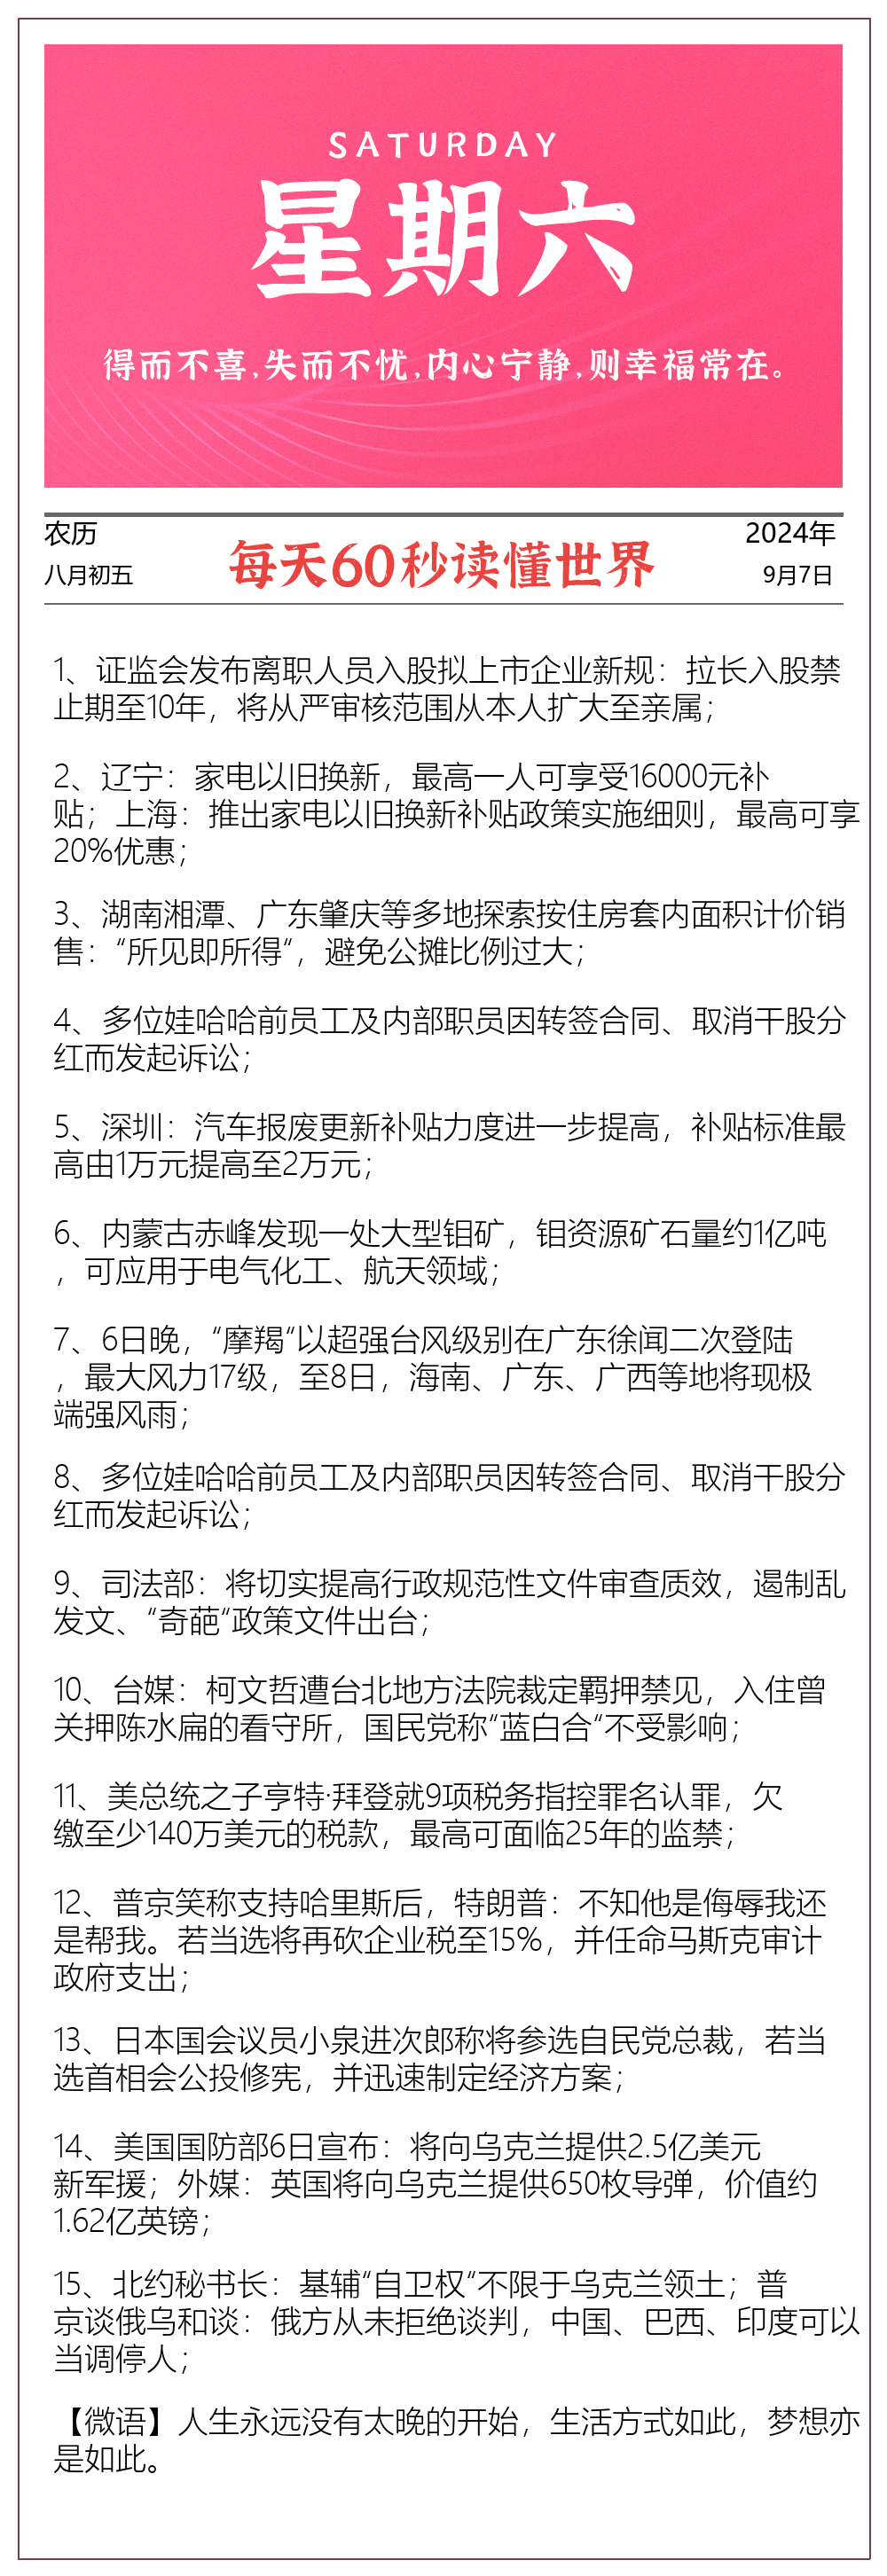 SATURDAY
星期六
得而不喜,失而不忧,内心宁静,则幸福常在。
农历
八月初五
每天60秒读懂世界
2024年
9月7日
1、证监会发布离职人员入股拟上市企业新规：拉长入股禁
止期至10年，将从严审核范围从本人扩大至亲属；
2、辽宁：家电以旧换新，最高一人可享受16000元补
贴；上海：推出家电以旧换新补贴政策实施细则，最高可享
20%优惠；
3、湖南湘潭、广东肇庆等多地探索按住房套内面积计价销
售：“所见即所得“，避免公摊比例过大；
4、多位娃哈哈前员工及内部职员因转签合同、取消干股分
红而发起诉讼；
5、深圳：汽车报废更新补贴力度进一步提高，补贴标准最
高由1万元提高至2万元；
6、内蒙古赤峰发现一处大型钼矿，钼资源矿石量约1亿吨
，可应用于电气化工、航天领域；
7、6日晚，“摩羯“以超强台风级别在广东徐闻二次登陆
，最大风力17级，至8日，海南、广东、广西等地将现极
端强风雨；
8、多位娃哈哈前员工及内部职员因转签合同、取消干股分
红而发起诉讼；
9、司法部：将切实提高行政规范性文件审查质效，遏制乱
发文、“奇葩“政策文件出台；
10、台媒：柯文哲遭台北地方法院裁定羁押禁见，入住曾
关押陈水扁的看守所，国民党称“蓝白合“不受影响；
11、美总统之子亨特·拜登就9项税务指控罪名认罪，欠
缴至少140万美元的税款，最高可面临25年的监禁；
12、普京笑称支持哈里斯后，特朗普：不知他是侮辱我还
是帮我。若当选将再砍企业税至15%，并任命马斯克审计
政府支出；
13、日本国会议员小泉进次郎称将参选自民党总裁，若当
选首相会公投修宪，并迅速制定经济方案；
14、美国国防部6日宣布：将向乌克兰提供2.5亿美元
新军援；外媒：英国将向乌克兰提供650枚导弹，价值约
1.62亿英镑；
15、北约秘书长：基辅“自卫权“不限于乌克兰领土；普
京谈俄乌和谈：俄方从未拒绝谈判，中国、巴西、印度可以
当调停人；
【微语】人生永远没有太晚的开始，生活方式如此，梦想亦
是如此。